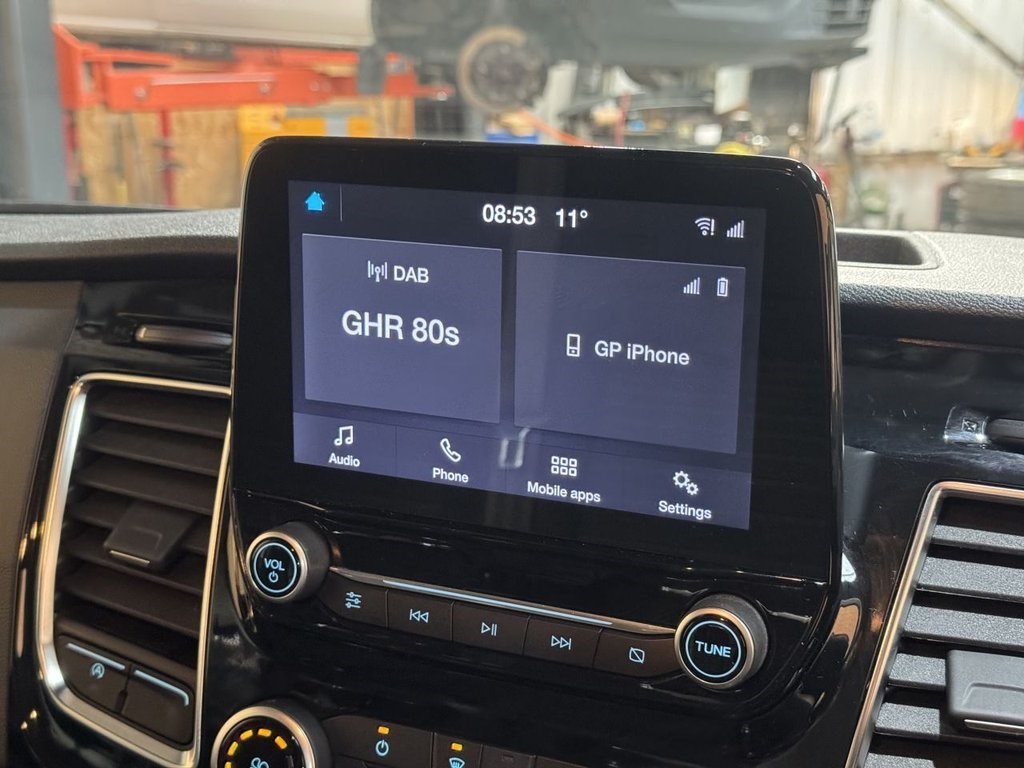 08:53 11°
DAB
GHR 80s
GP iPhone
Audio
Phone
Mobile apps
Settings
VOL
TUNE